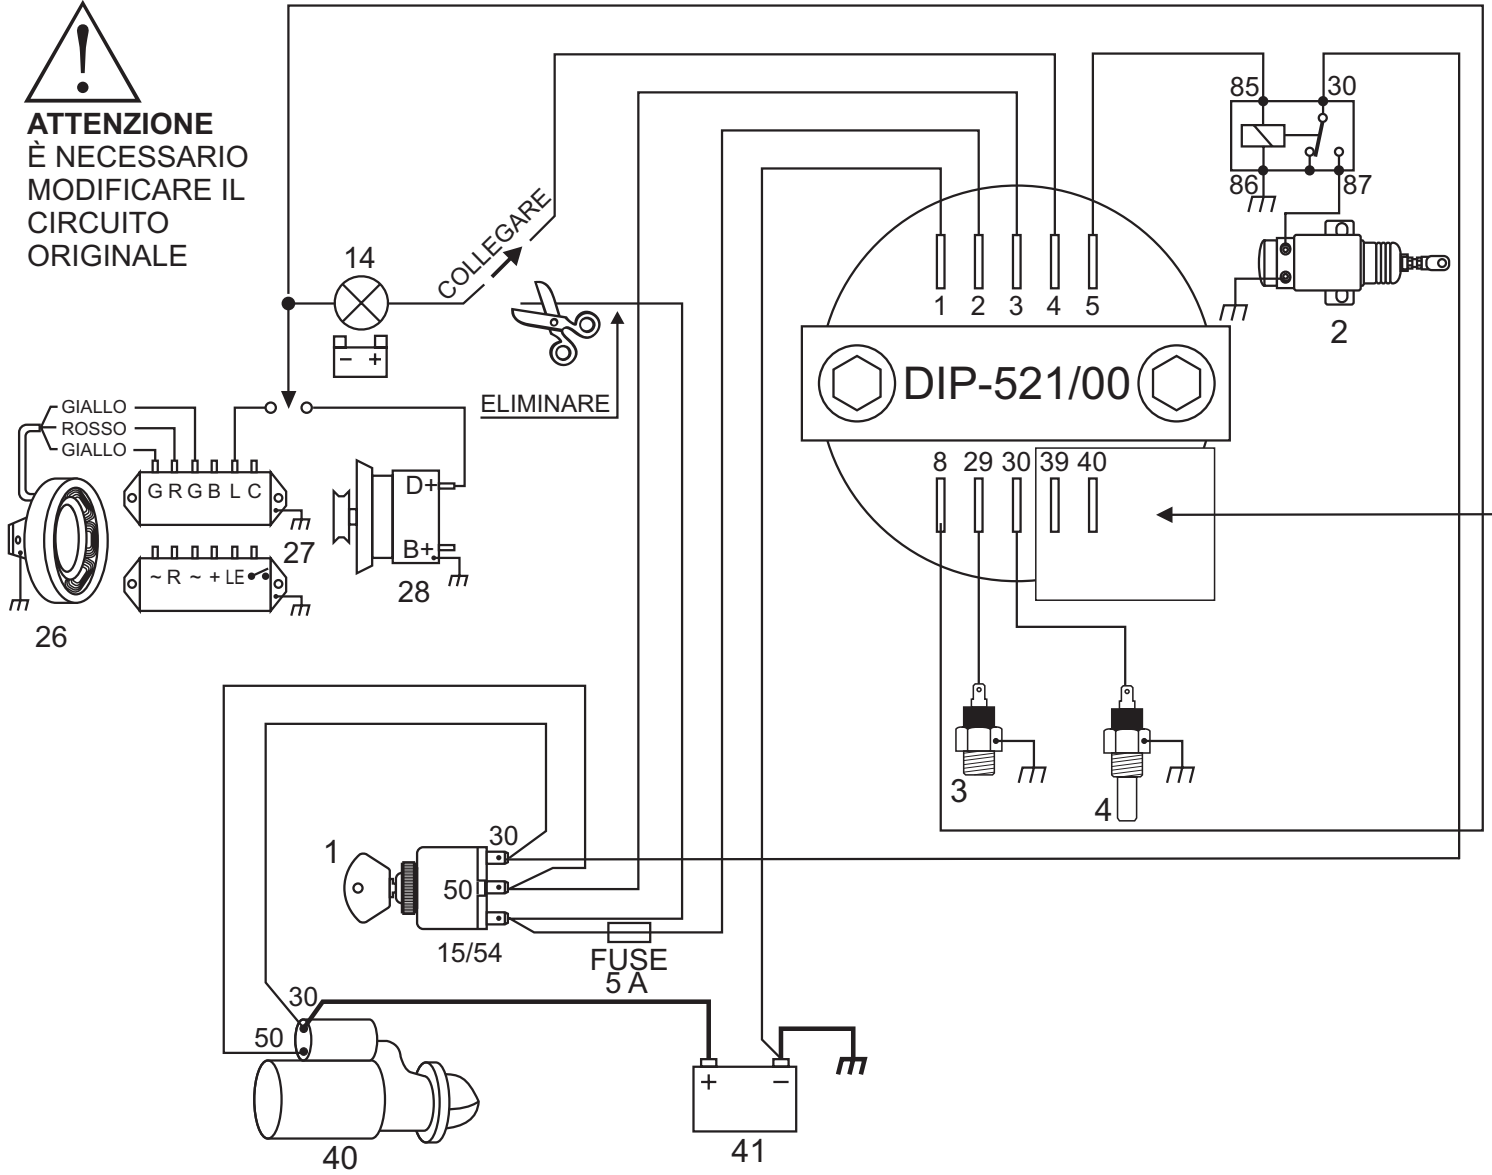 ATTENZIONE
È NECESSARIO
MODIFICARE IL
CIRCUITO
ORIGINALE
14
COLLEGARE
- +
ELIMINARE
85 30
86 87
2
1 2 3 4 5
DIP-521/00
8 29 30 39 40
GIALLO
ROSSO
GIALLO
G R G B L C
27
~ R ~ + LE
26
D+
B+
28
3
4
1
30
50
15/54
FUSE
5 A
30
50
40
+ −
41